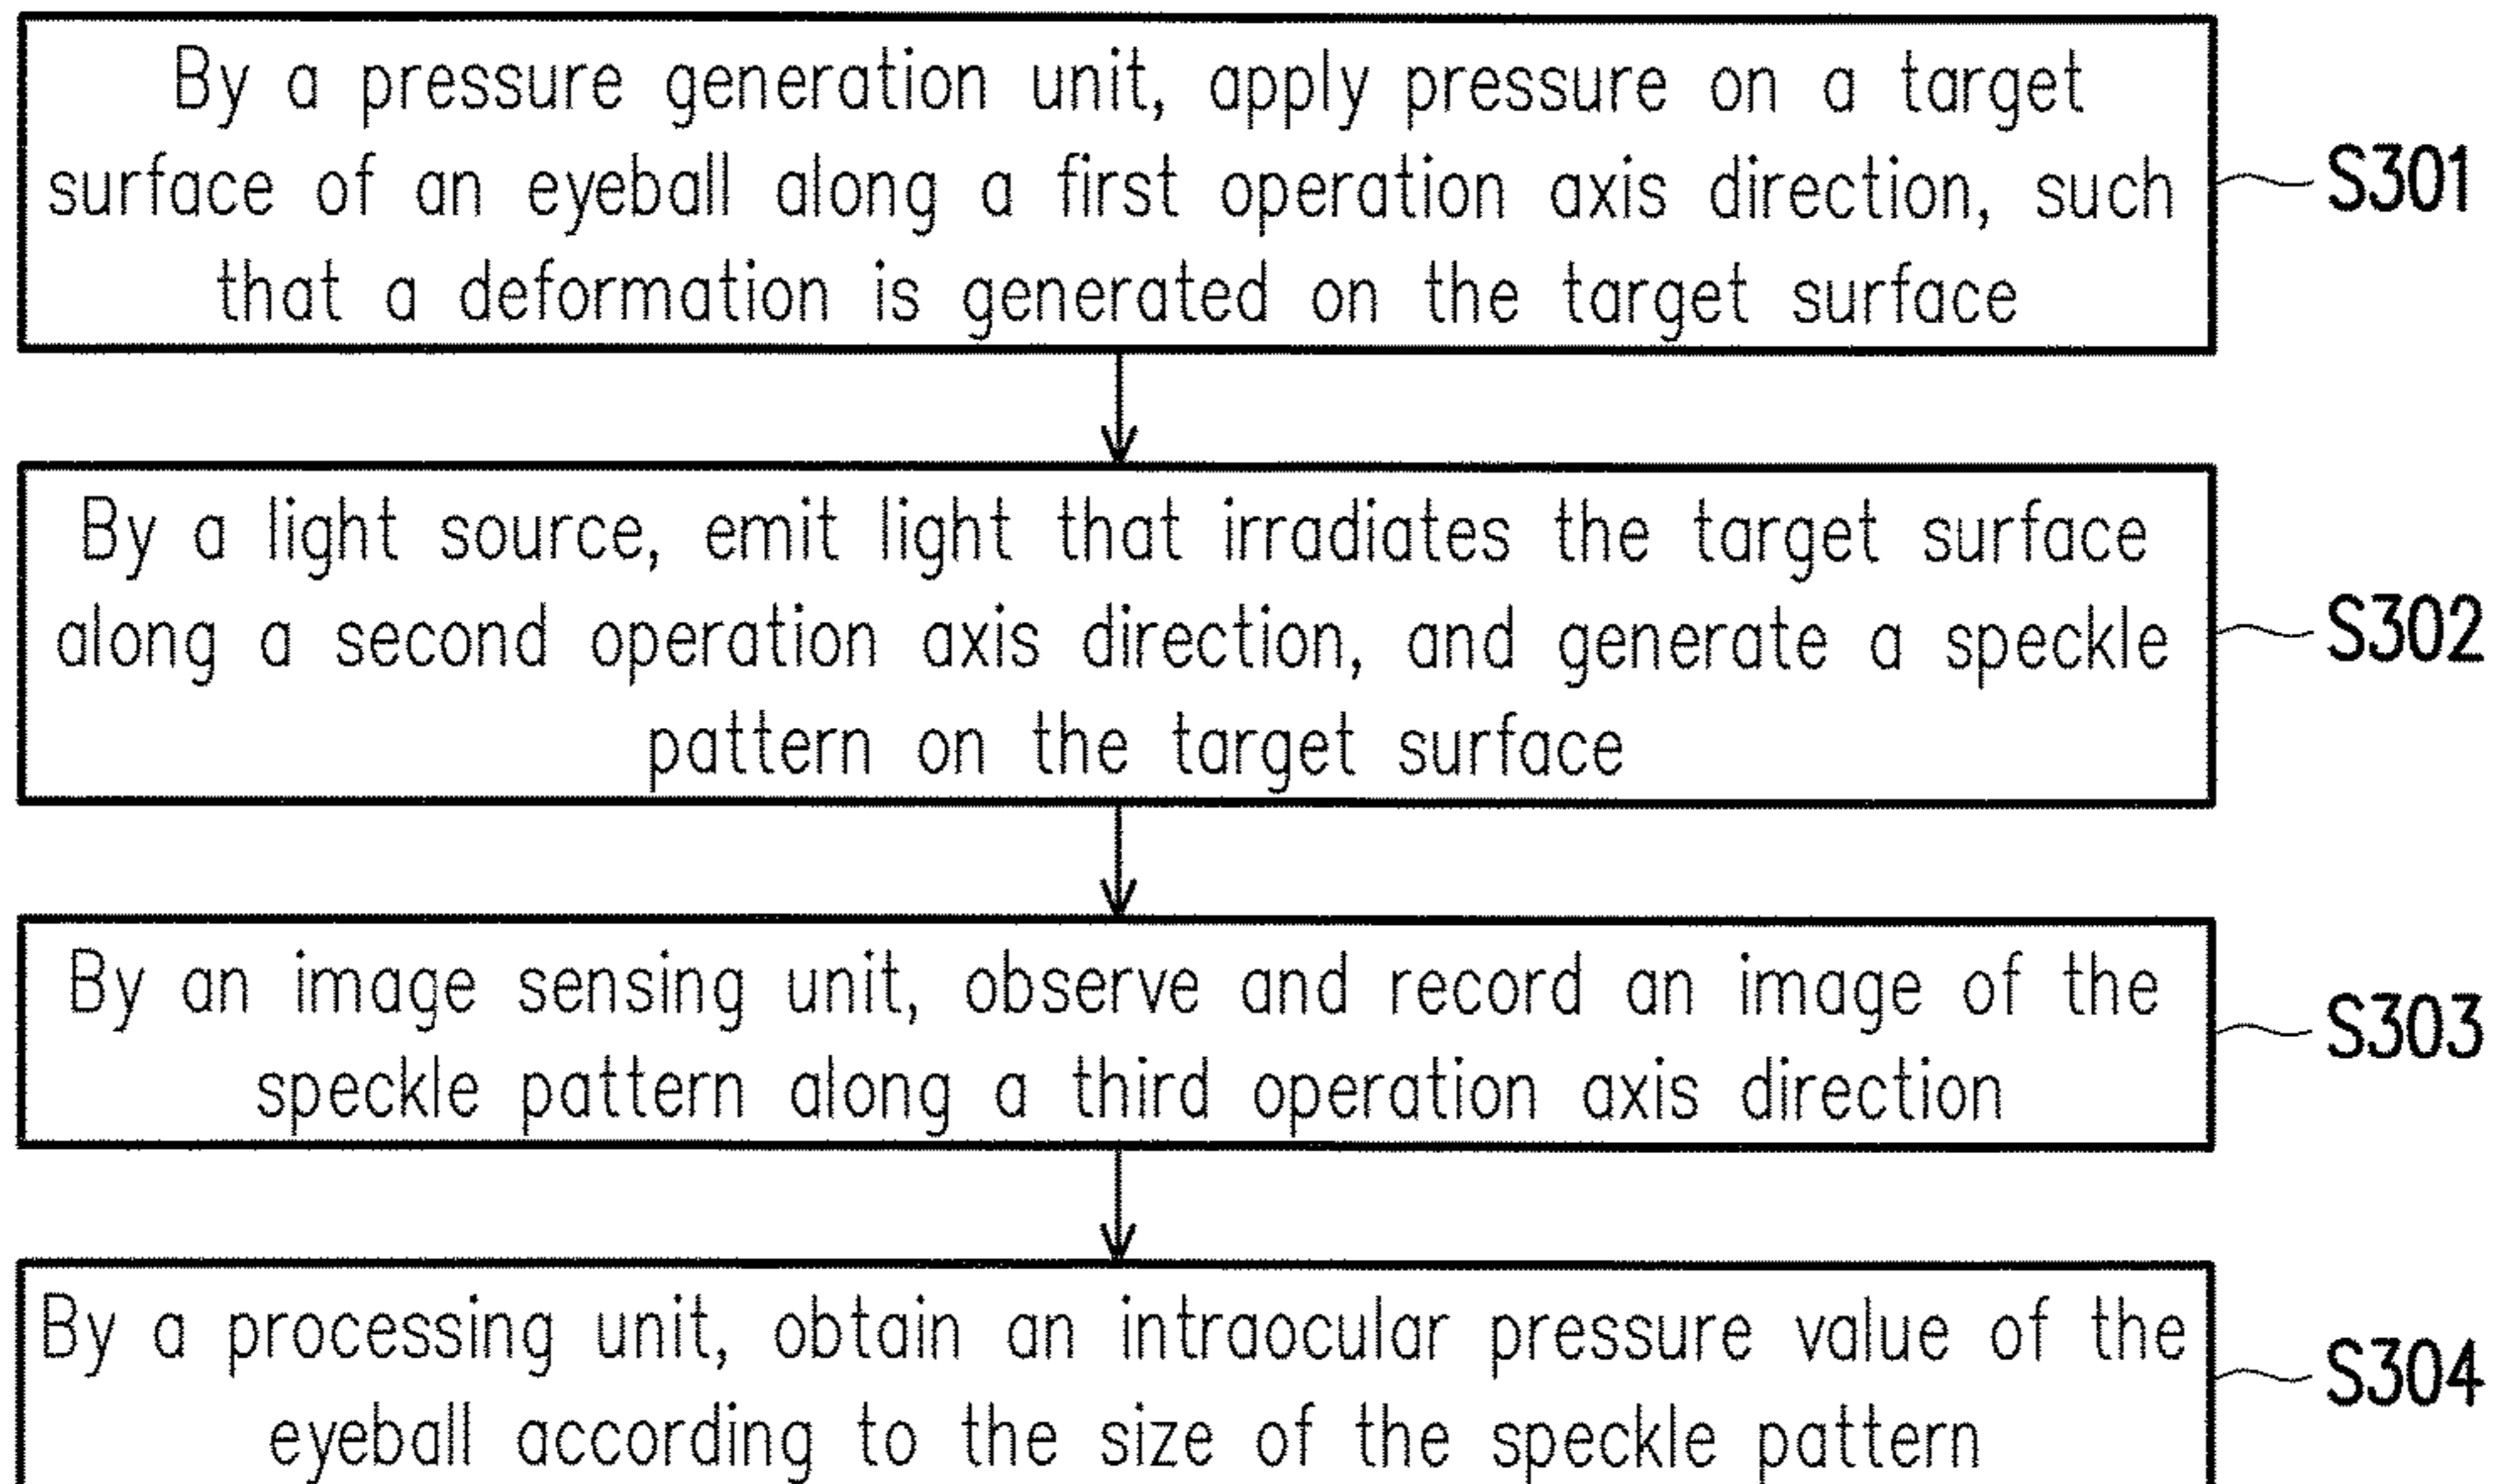 By a pressure generation unit, apply pressure on a target
surface of an eyeball along a first operation axis direction, such
that a deformation is generated on the target surface
S301
By a light source, emit light that irradiates the target surface
along a second operation axis direction, and generate a speckle
pattern on the target surface
S302
By an image sensing unit, observe and record an image of the
speckle pattern along a third operation axis direction
S303
By a processing unit, obtain an intraocular pressure value of the
eyeball according to the size of the speckle pattern
S304